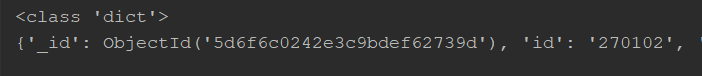 <class 'dict'>
{'_id': ObjectId('5d6f6c0242e3c9bdef62739d'), 'id': '270102', '